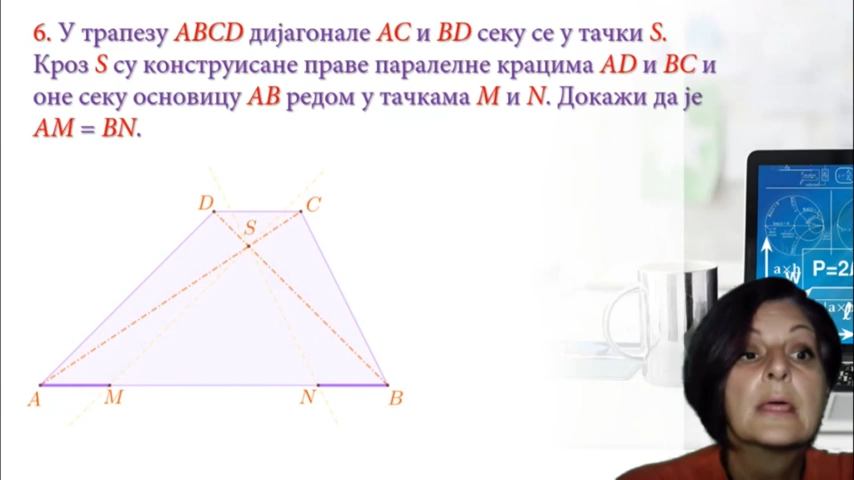 6. У трапезу ABCD дијагонале AC и BD секу се у тачки S.
Кроз S су конструисане праве паралелне крацима AD и BC и
оне секу основицу AB редом у тачкама M и N. Докажи да је
AM = BN.
D
C
S
A
M
N
B
a×b
P=2